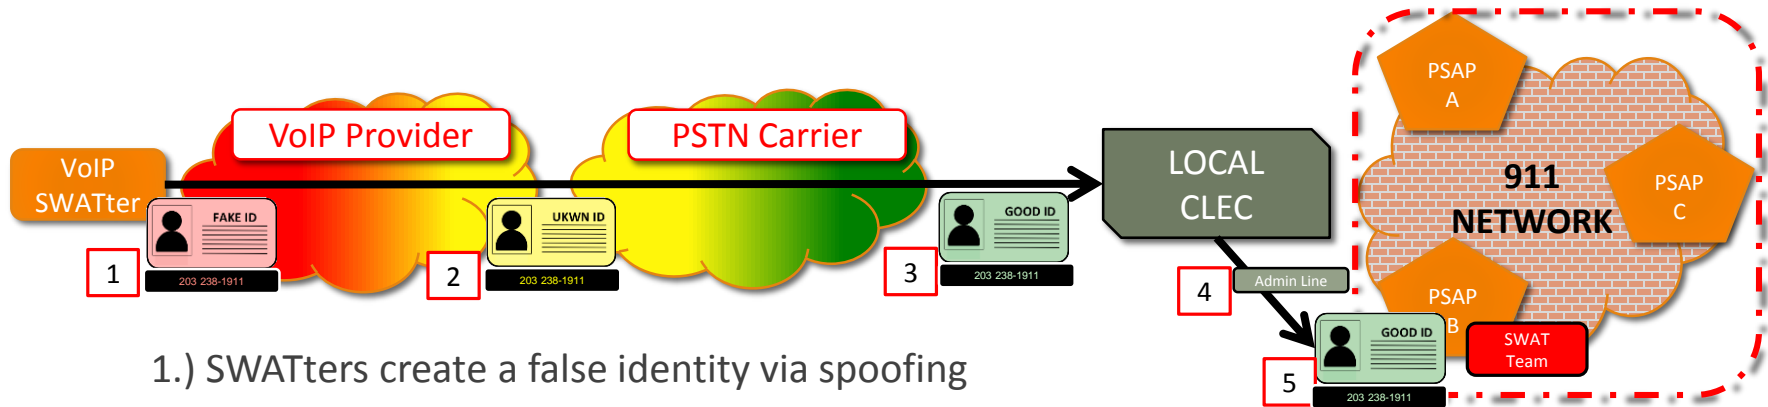 VoIP
SWATter
VoIP Provider
PSTN Carrier
FAKE ID
203 238-1911
1
UKWN ID
203 238-1911
2
GOOD ID
203 238-1911
3
LOCAL
CLEC
4
Admin Line
PSAP
A
911
NETWORK
PSAP
C
PSAP
B
GOOD ID
203 238-1911
5
SWAT
Team
1.) SWATters create a false identity via spoofing